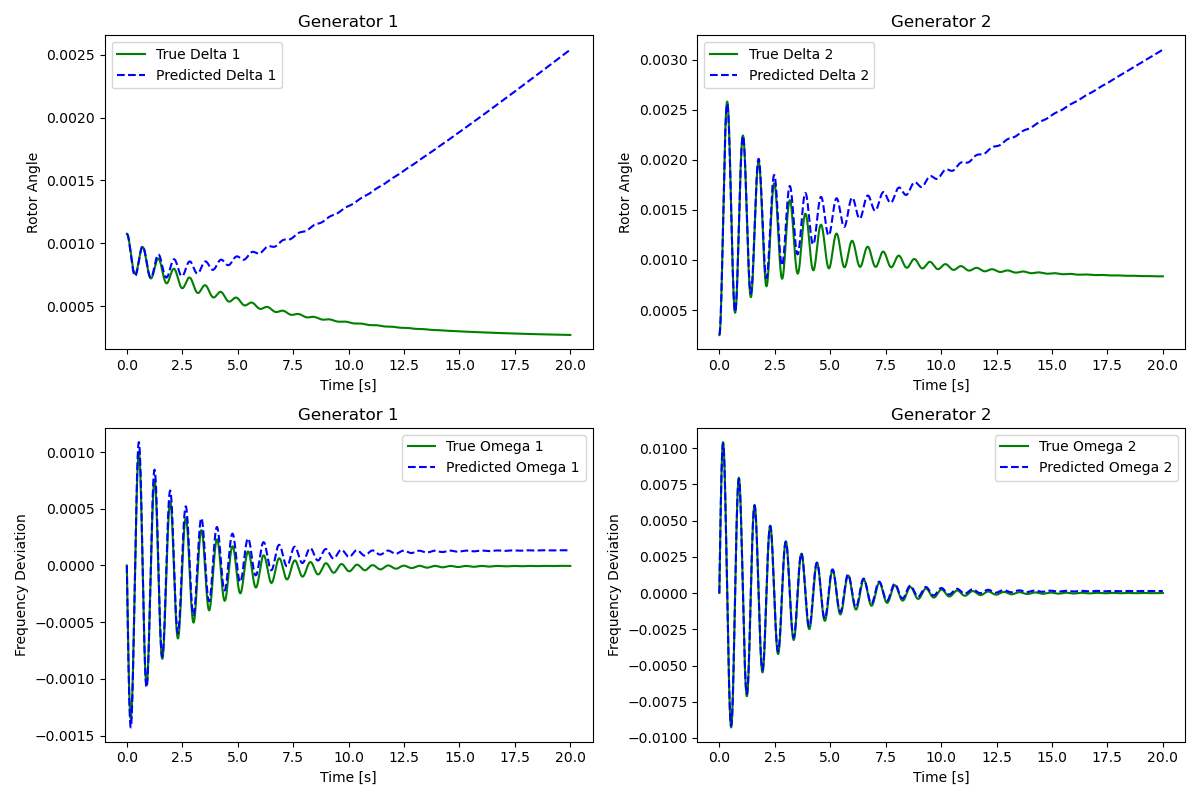 Generator 1
True Delta 1
Predicted Delta 1
Rotor Angle
0.0025
0.0020
0.0015
0.0010
0.0005
0.0 2.5 5.0 7.5 10.0 12.5 15.0 17.5 20.0
Time [s]
Generator 2
True Delta 2
Predicted Delta 2
Rotor Angle
0.0030
0.0025
0.0020
0.0015
0.0010
0.0005
0.0 2.5 5.0 7.5 10.0 12.5 15.0 17.5 20.0
Time [s]
Generator 1
True Omega 1
Predicted Omega 1
Frequency Deviation
0.0010
0.0005
0.0000
−0.0005
−0.0010
−0.0015
0.0 2.5 5.0 7.5 10.0 12.5 15.0 17.5 20.0
Time [s]
Generator 2
True Omega 2
Predicted Omega 2
Frequency Deviation
0.0100
0.0075
0.0050
0.0025
0.0000
−0.0025
−0.0050
−0.0075
−0.0100
0.0 2.5 5.0 7.5 10.0 12.5 15.0 17.5 20.0
Time [s]